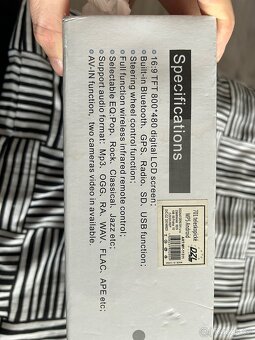 Specifications
16:9 TFT 800*480 digital LCD screen;
Built-in Bluetooth, GPS, Radio, SD, USB function;
Steering wheel control function;
Full function wireless infrared remote control;
Selectable EQ:Pop, Rock, Classical, Jazz etc;
Support audio format: Mp3, OGG, RA, WAV, FLAC, APE etc;
AV-IN function, two cameras video in available.